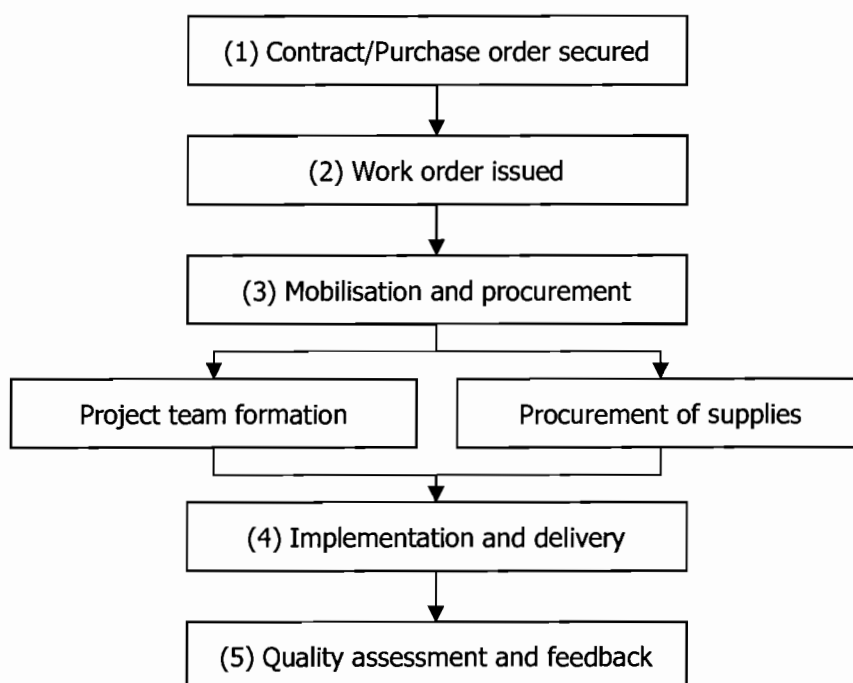 (1) Contract/Purchase order secured
(2) Work order issued
(3) Mobilisation and procurement
Project team formation
Procurement of supplies
(4) Implementation and delivery
(5) Quality assessment and feedback